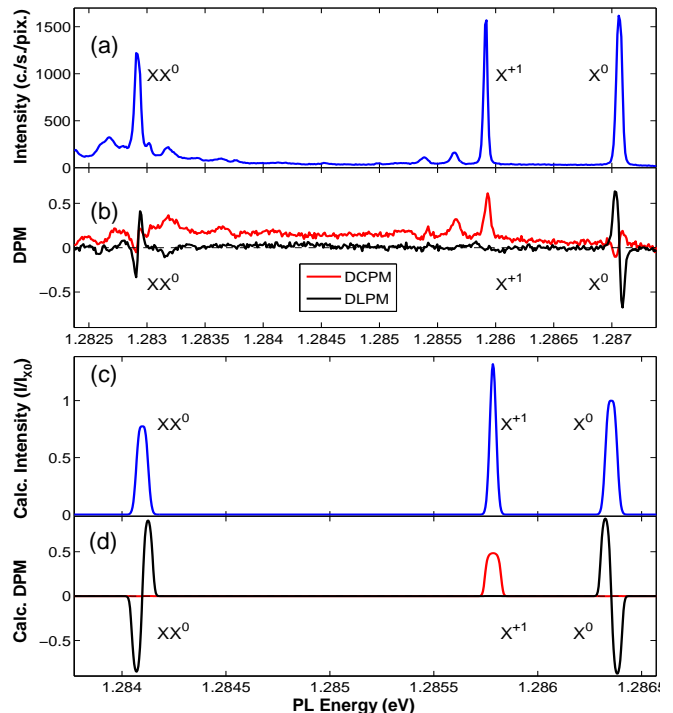 Intensity (c./s./pix.)
1500
1000
500
0
(a)
XX⁰
X⁺¹
X⁰
DPM
0.5
0
−0.5
(b)
XX⁰
X⁺¹
X⁰
DCPM
DLPM
1.2825 1.283 1.2835 1.284 1.2845 1.285 1.2855 1.286 1.2865 1.287
Calc. Intensity (I/I_X0)
1
0.5
0
(c)
XX⁰
X⁺¹
X⁰
Calc. DPM
0.5
0
−0.5
(d)
XX⁰
X⁺¹
X⁰
1.284 1.2845 1.285 1.2855 1.286 1.2865
PL Energy (eV)